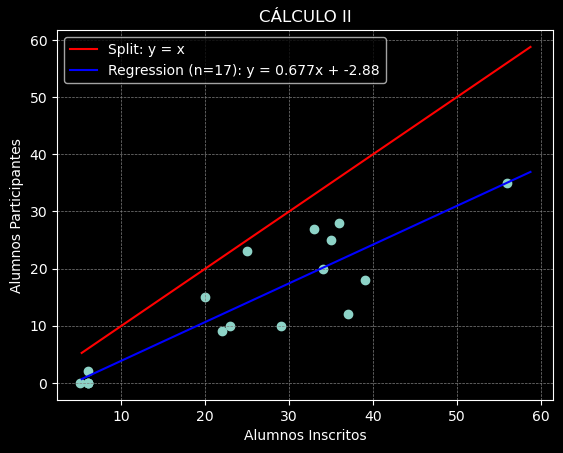 CÁLCULO II
Split: y = x
Regression (n=17): y = 0.677x + -2.88
60
50
40
30
20
10
0
Alumnos Participantes
10 20 30 40 50 60
Alumnos Inscritos